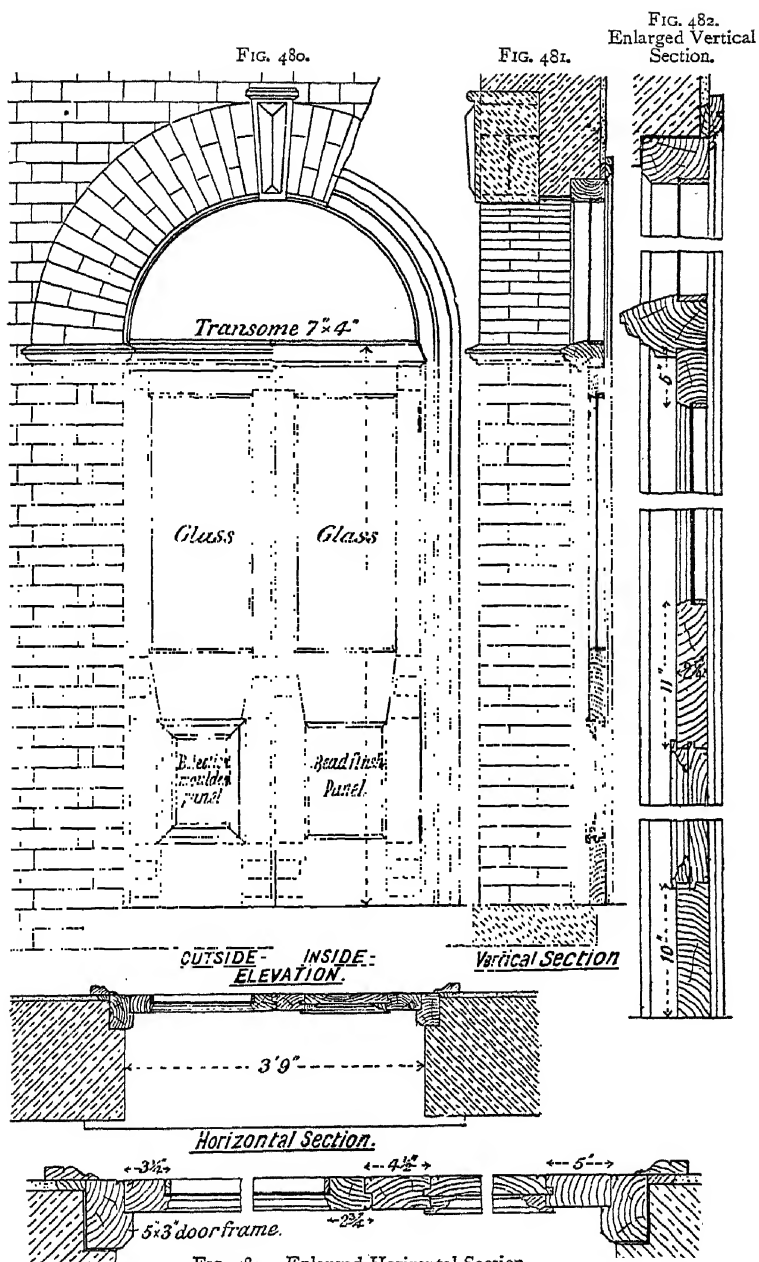 FIG. 480.
FIG. 481.
FIG. 482.
Enlarged Vertical
Section.
Transome 7"×4"
Glass
Glass
moulded
panel
Bead flush
Panel.
6"
11"
10"
OUTSIDE- INSIDE-
ELEVATION.
Vertical Section
3'9"
Horizontal Section.
3½"
4½"
5"
2¾"
5"×3" door frame.
Enlarged Horizontal Section